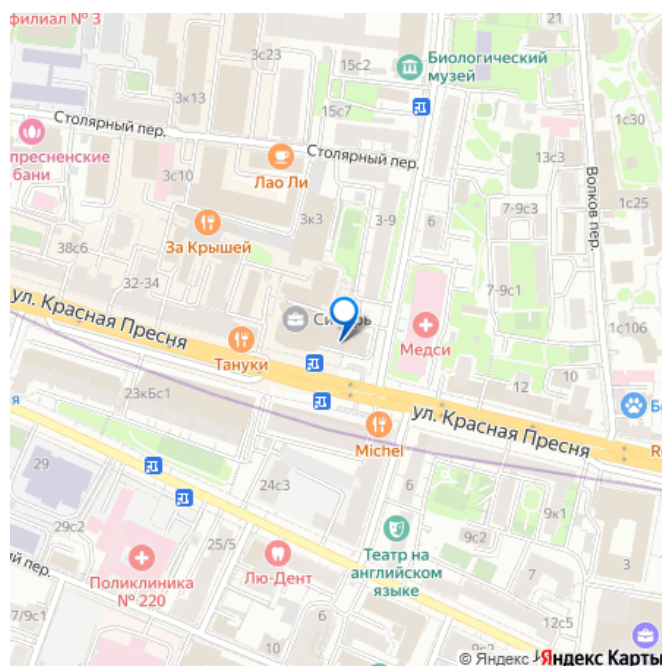 филиал № 3
3с23
15с2
Биологический
музей
3к13
15с7
1с30
Столярный пер.
Столярный пер.
пресненские
бани
3с10
Лао Ли
13с3
Волков пер.
1с25
3к3
3-9
6
7-9с3
За Крышей
38с6
32-34
7-9с1
ул. Красная Пресня
Медси
1с106
Тануки
12
10
23кБс1
ул. Красная Пресня
Michel
29
24с3
6
9к1
29с2
9с2
25/5
Театр на
английском
языке
3
Поликлиника
№ 220
Лю-Дент
6
7/9с1
12с5
10
9с2
© Яндекс
Яндекс Карты